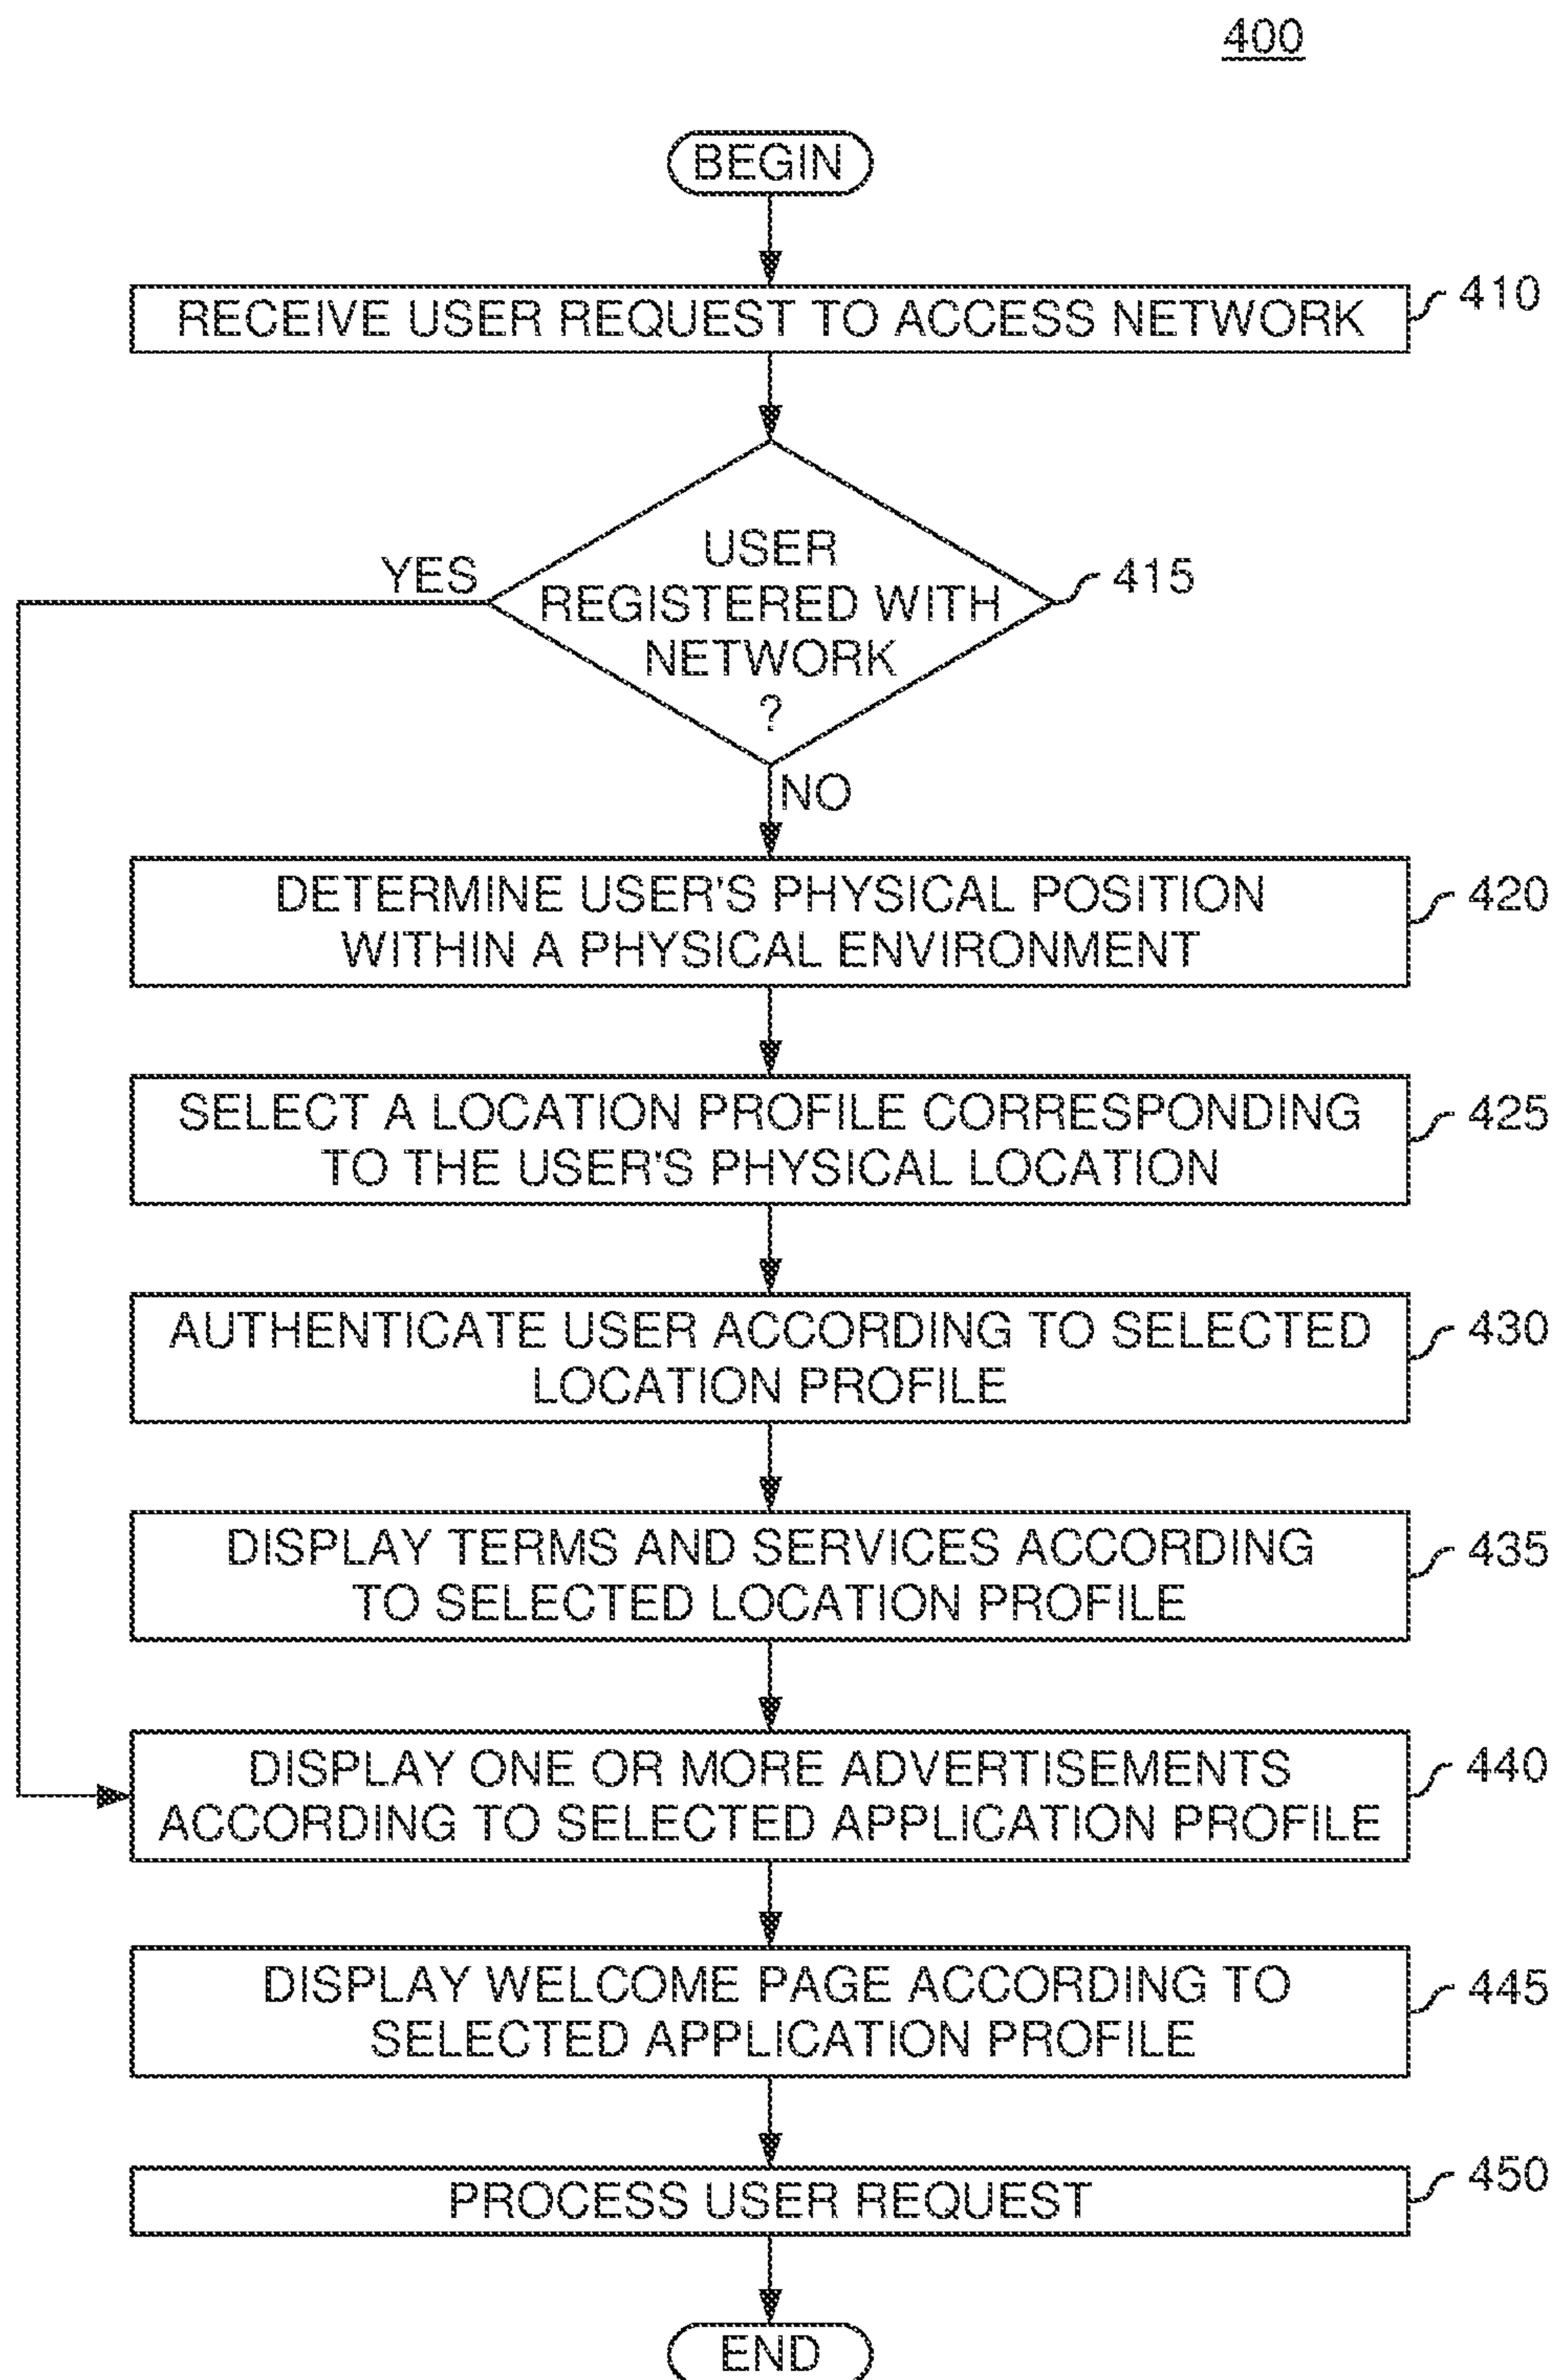 400
BEGIN
RECEIVE USER REQUEST TO ACCESS NETWORK
410
USER
REGISTERED WITH
NETWORK
?
415
YES
NO
DETERMINE USER'S PHYSICAL POSITION
WITHIN A PHYSICAL ENVIRONMENT
420
SELECT A LOCATION PROFILE CORRESPONDING
TO THE USER'S PHYSICAL LOCATION
425
AUTHENTICATE USER ACCORDING TO SELECTED
LOCATION PROFILE
430
DISPLAY TERMS AND SERVICES ACCORDING
TO SELECTED LOCATION PROFILE
435
DISPLAY ONE OR MORE ADVERTISEMENTS
ACCORDING TO SELECTED APPLICATION PROFILE
440
DISPLAY WELCOME PAGE ACCORDING TO
SELECTED APPLICATION PROFILE
445
PROCESS USER REQUEST
450
END